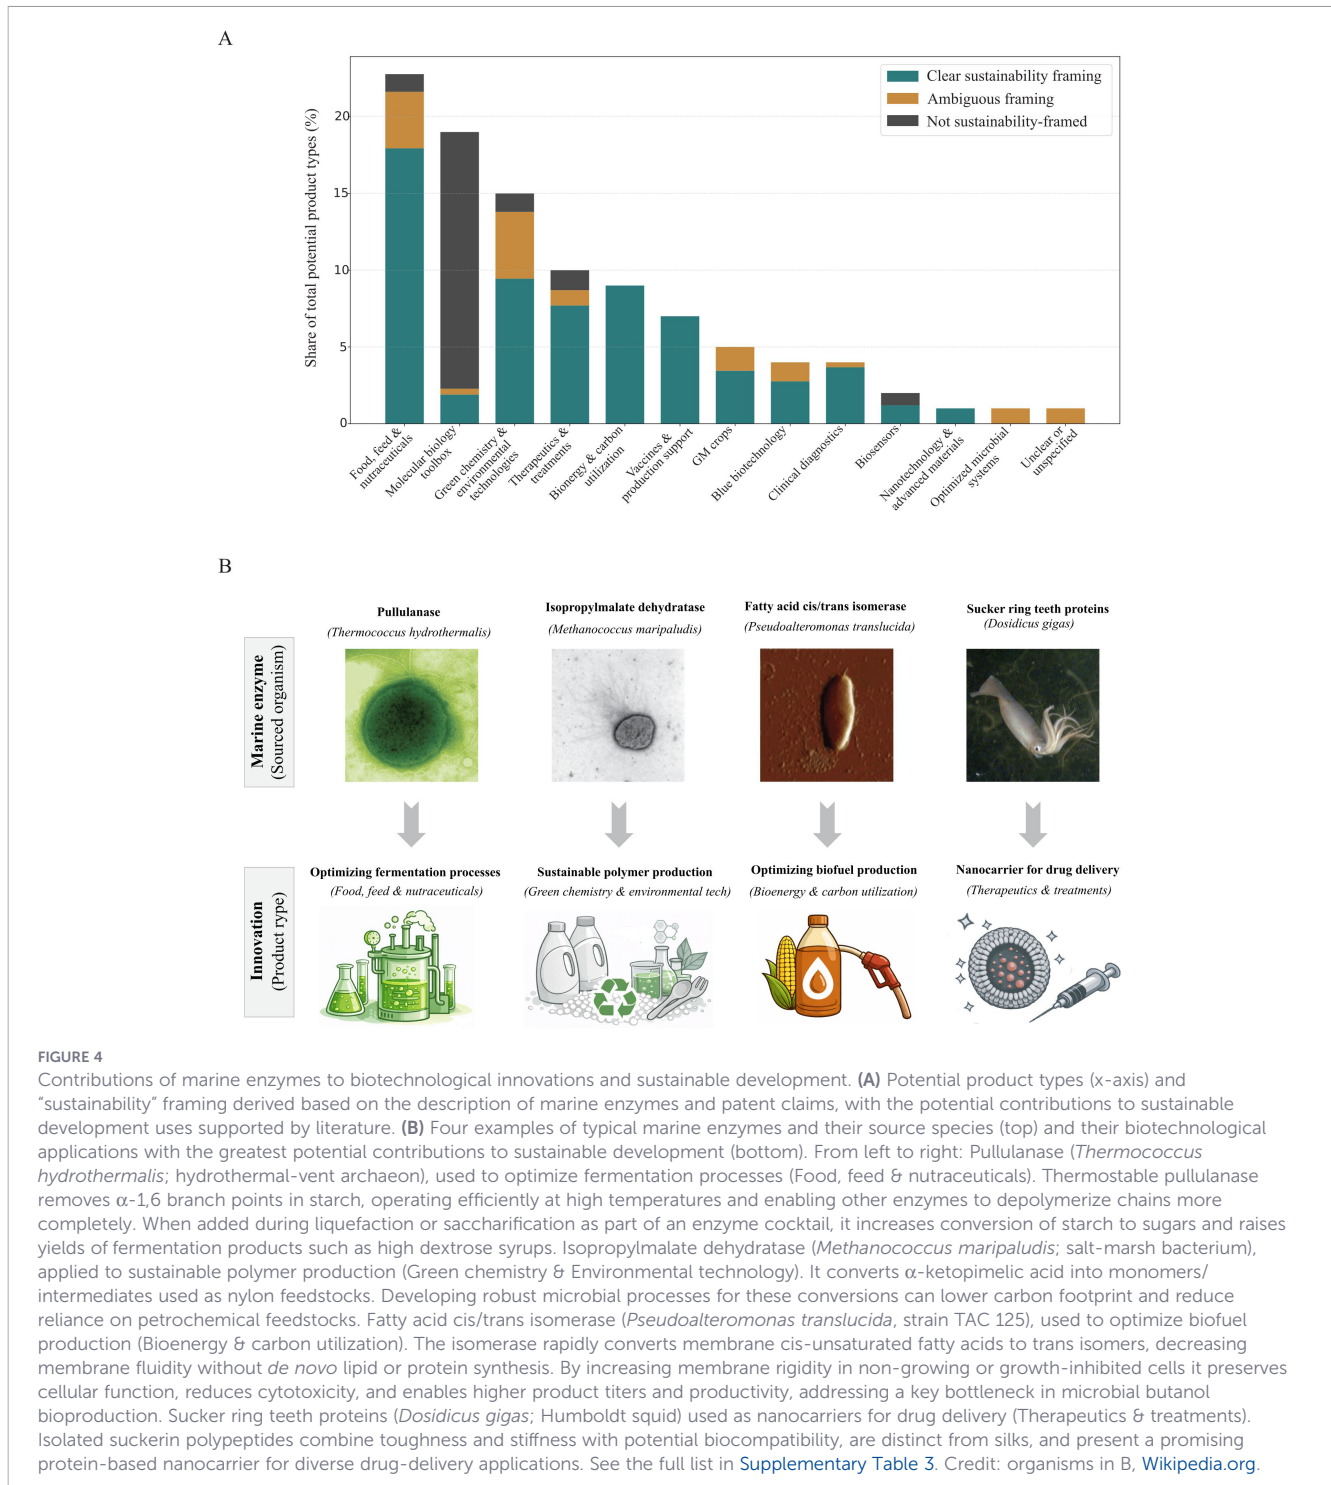 A
Share of total potential product types (%)
20
15
10
5
0
Clear sustainability framing
Ambiguous framing
Not sustainability-framed
Food, feed &
nutraceuticals
Molecular biology
toolbox
Green chemistry &
environmental
technologies
Therapeutics &
treatments
Bionergy & carbon
utilization
Vaccines &
production support
GM crops
Blue biotechnology
Clinical diagnostics
Biosensors
Nanotechnology &
advanced materials
Optimized microbial
systems
Unclear or
unspecified
B
Marine enzyme
(Sourced organism)
Pullulanase
(Thermococcus hydrothermalis)
Isopropylmalate dehydratase
(Methanococcus maripaludis)
Fatty acid cis/trans isomerase
(Pseudoalteromonas translucida)
Sucker ring teeth proteins
(Dosidicus gigas)
Innovation
(Product type)
Optimizing fermentation processes
(Food, feed & nutraceuticals)
Sustainable polymer production
(Green chemistry & environmental tech)
Optimizing biofuel production
(Bioenergy & carbon utilization)
Nanocarrier for drug delivery
(Therapeutics & treatments)
FIGURE 4
Contributions of marine enzymes to biotechnological innovations and sustainable development. (A) Potential product types (x-axis) and
“sustainability” framing derived based on the description of marine enzymes and patent claims, with the potential contributions to sustainable
development uses supported by literature. (B) Four examples of typical marine enzymes and their source species (top) and their biotechnological
applications with the greatest potential contributions to sustainable development (bottom). From left to right: Pullulanase (Thermococcus
hydrothermalis; hydrothermal-vent archaeon), used to optimize fermentation processes (Food, feed & nutraceuticals). Thermostable pullulanase
removes α-1,6 branch points in starch, operating efficiently at high temperatures and enabling other enzymes to depolymerize chains more
completely. When added during liquefaction or saccharification as part of an enzyme cocktail, it increases conversion of starch to sugars and raises
yields of fermentation products such as high dextrose syrups. Isopropylmalate dehydratase (Methanococcus maripaludis; salt-marsh bacterium),
applied to sustainable polymer production (Green chemistry & Environmental technology). It converts α-ketopimelic acid into monomers/
intermediates used as nylon feedstocks. Developing robust microbial processes for these conversions can lower carbon footprint and reduce
reliance on petrochemical feedstocks. Fatty acid cis/trans isomerase (Pseudoalteromonas translucida, strain TAC 125), used to optimize biofuel
production (Bioenergy & carbon utilization). The isomerase rapidly converts membrane cis-unsaturated fatty acids to trans isomers, decreasing
membrane fluidity without de novo lipid or protein synthesis. By increasing membrane rigidity in non-growing or growth-inhibited cells it preserves
cellular function, reduces cytotoxicity, and enables higher product titers and productivity, addressing a key bottleneck in microbial butanol
bioproduction. Sucker ring teeth proteins (Dosidicus gigas; Humboldt squid) used as nanocarriers for drug delivery (Therapeutics & treatments).
Isolated suckerin polypeptides combine toughness and stiffness with potential biocompatibility, are distinct from silks, and present a promising
protein-based nanocarrier for diverse drug-delivery applications. See the full list in Supplementary Table 3. Credit: organisms in B, Wikipedia.org.